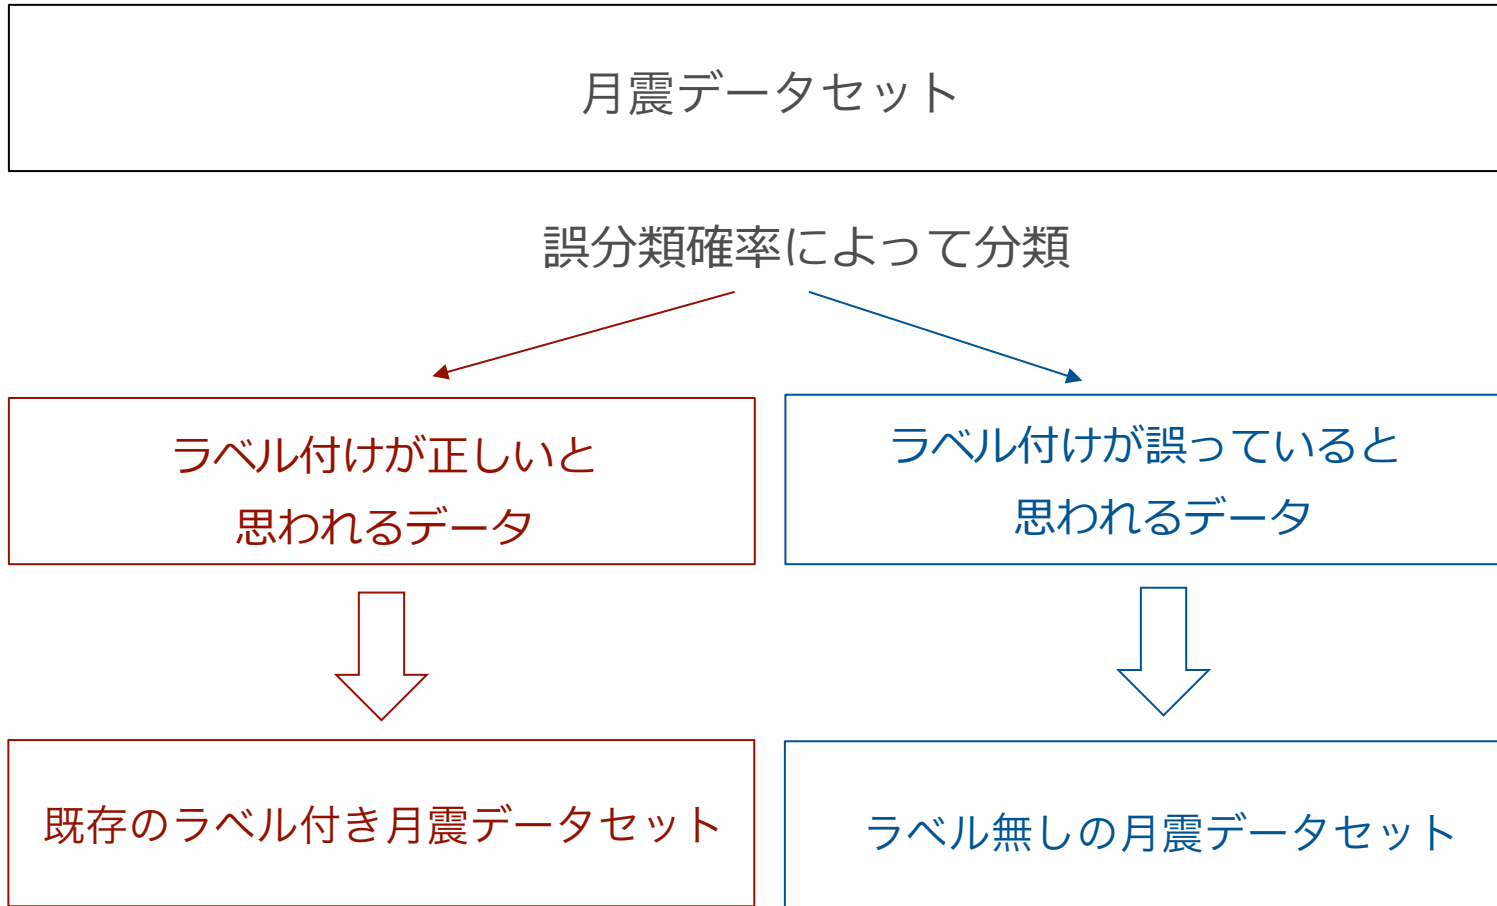 月震データセット
誤分類確率によって分類
ラベル付けが正しいと
思われるデータ
ラベル付けが誤っていると
思われるデータ
既存のラベル付き月震データセット
ラベル無しの月震データセット